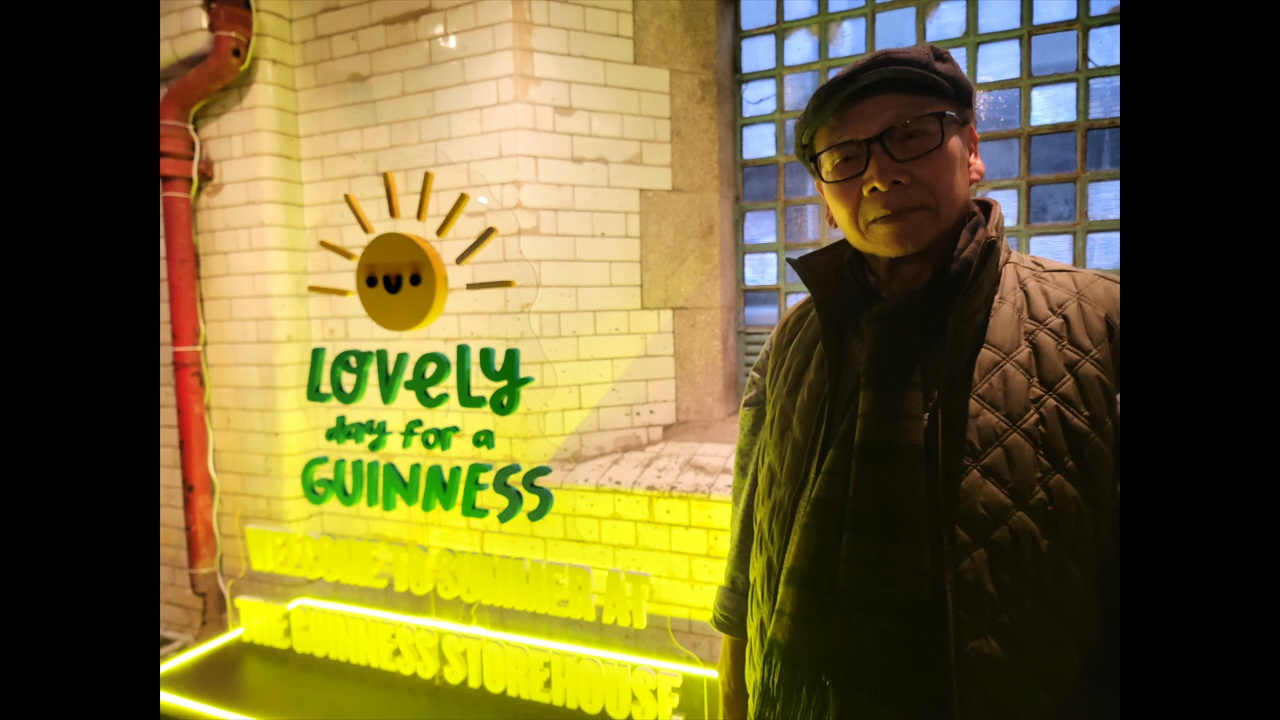 LOVELY
day for a
GUINNESS
WELCOME TO SUMMER AT
THE GUINNESS STOREHOUSE